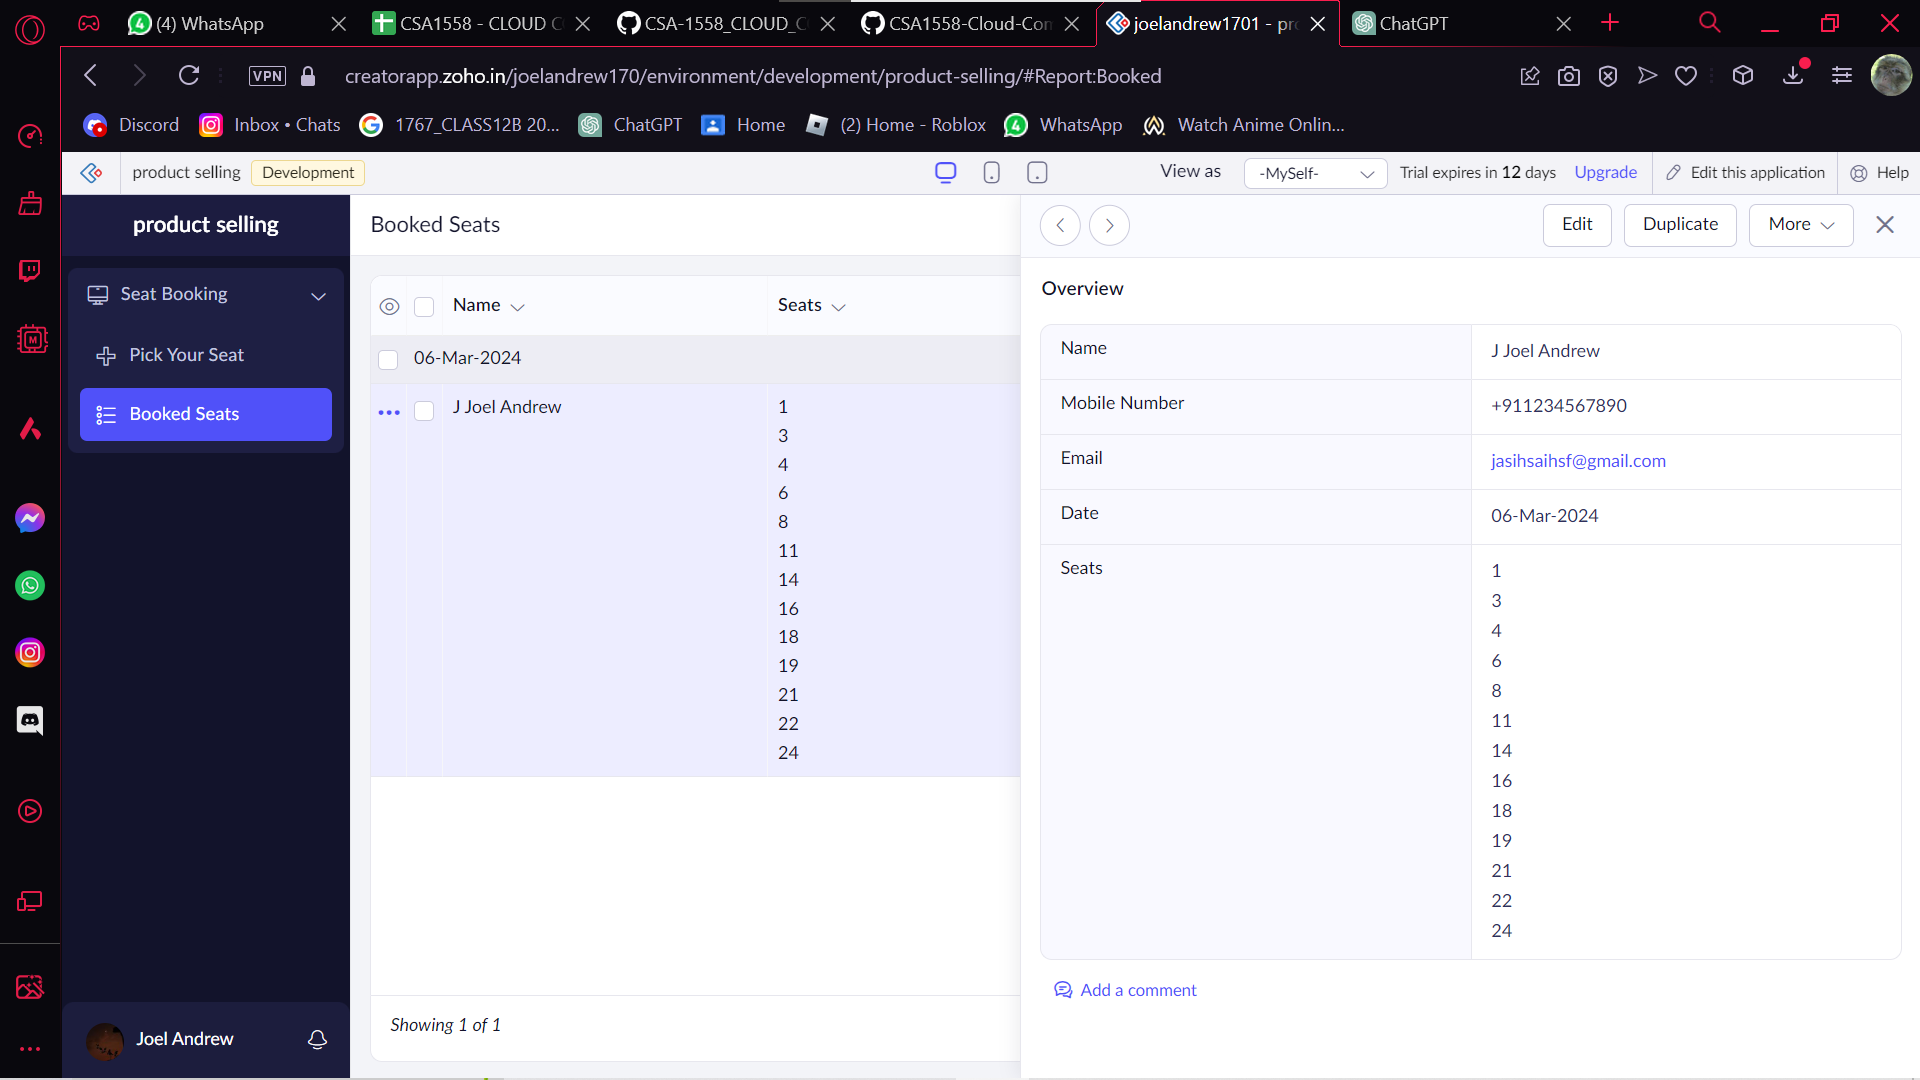 (4) WhatsApp
CSA1558 - CLOUD C
CSA-1558_CLOUD_C
CSA1558-Cloud-Com
joelandrew1701 - pro
ChatGPT
VPN
creatorapp.zoho.in/joelandrew170/environment/development/product-selling/#Report:Booked
Discord
Inbox • Chats
1767_CLASS12B 20...
ChatGPT
Home
(2) Home - Roblox
WhatsApp
Watch Anime Onlin...
product selling
Development
View as
-MySelf-
Trial expires in 12 days
Upgrade
Edit this application
Help
product selling
Seat Booking
Pick Your Seat
Booked Seats
Joel Andrew
Booked Seats
Name
Seats
06-Mar-2024
J Joel Andrew
1
3
4
6
8
11
14
16
18
19
21
22
24
Showing 1 of 1
Edit
Duplicate
More
Overview
Name
J Joel Andrew
Mobile Number
+911234567890
Email
jasihsaihsf@gmail.com
Date
06-Mar-2024
Seats
1
3
4
6
8
11
14
16
18
19
21
22
24
Add a comment